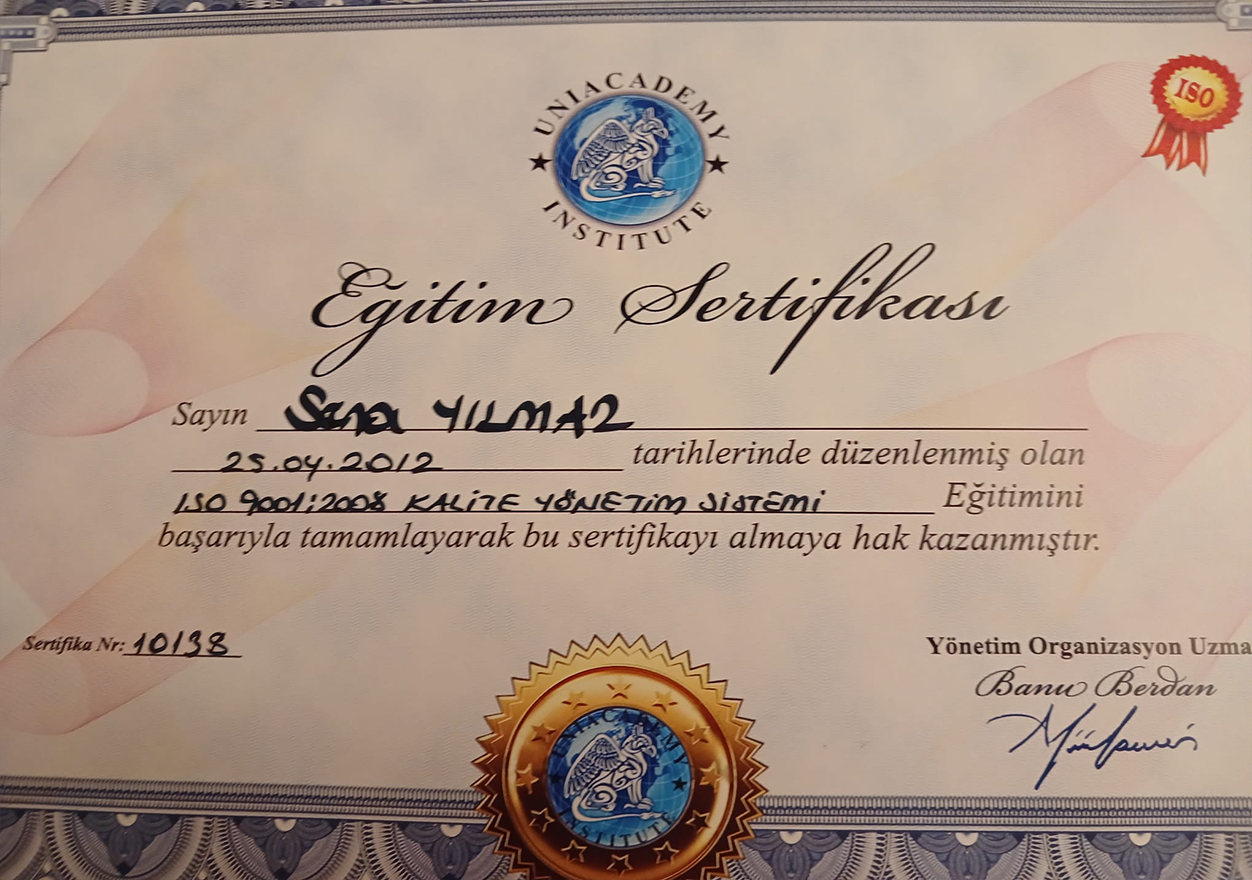 UNIACADEMY
INSTITUTE
ISO
Eğitim Sertifikası
Sayın Sena YILMAZ
25.04.2012 tarihlerinde düzenlenmiş olan
ISO 9001:2008 KALİTE YÖNETİM SİSTEMİ Eğitimini
başarıyla tamamlayarak bu sertifikayı almaya hak kazanmıştır.
Sertifika Nr: 10138
Yönetim Organizasyon Uzma
Banu Berdan
UNIACADEMY
INSTITUTE